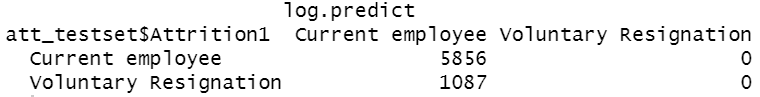 log.predict
att_testset$Attrition1 Current employee Voluntary Resignation
Current employee 5856 0
Voluntary Resignation 1087 0